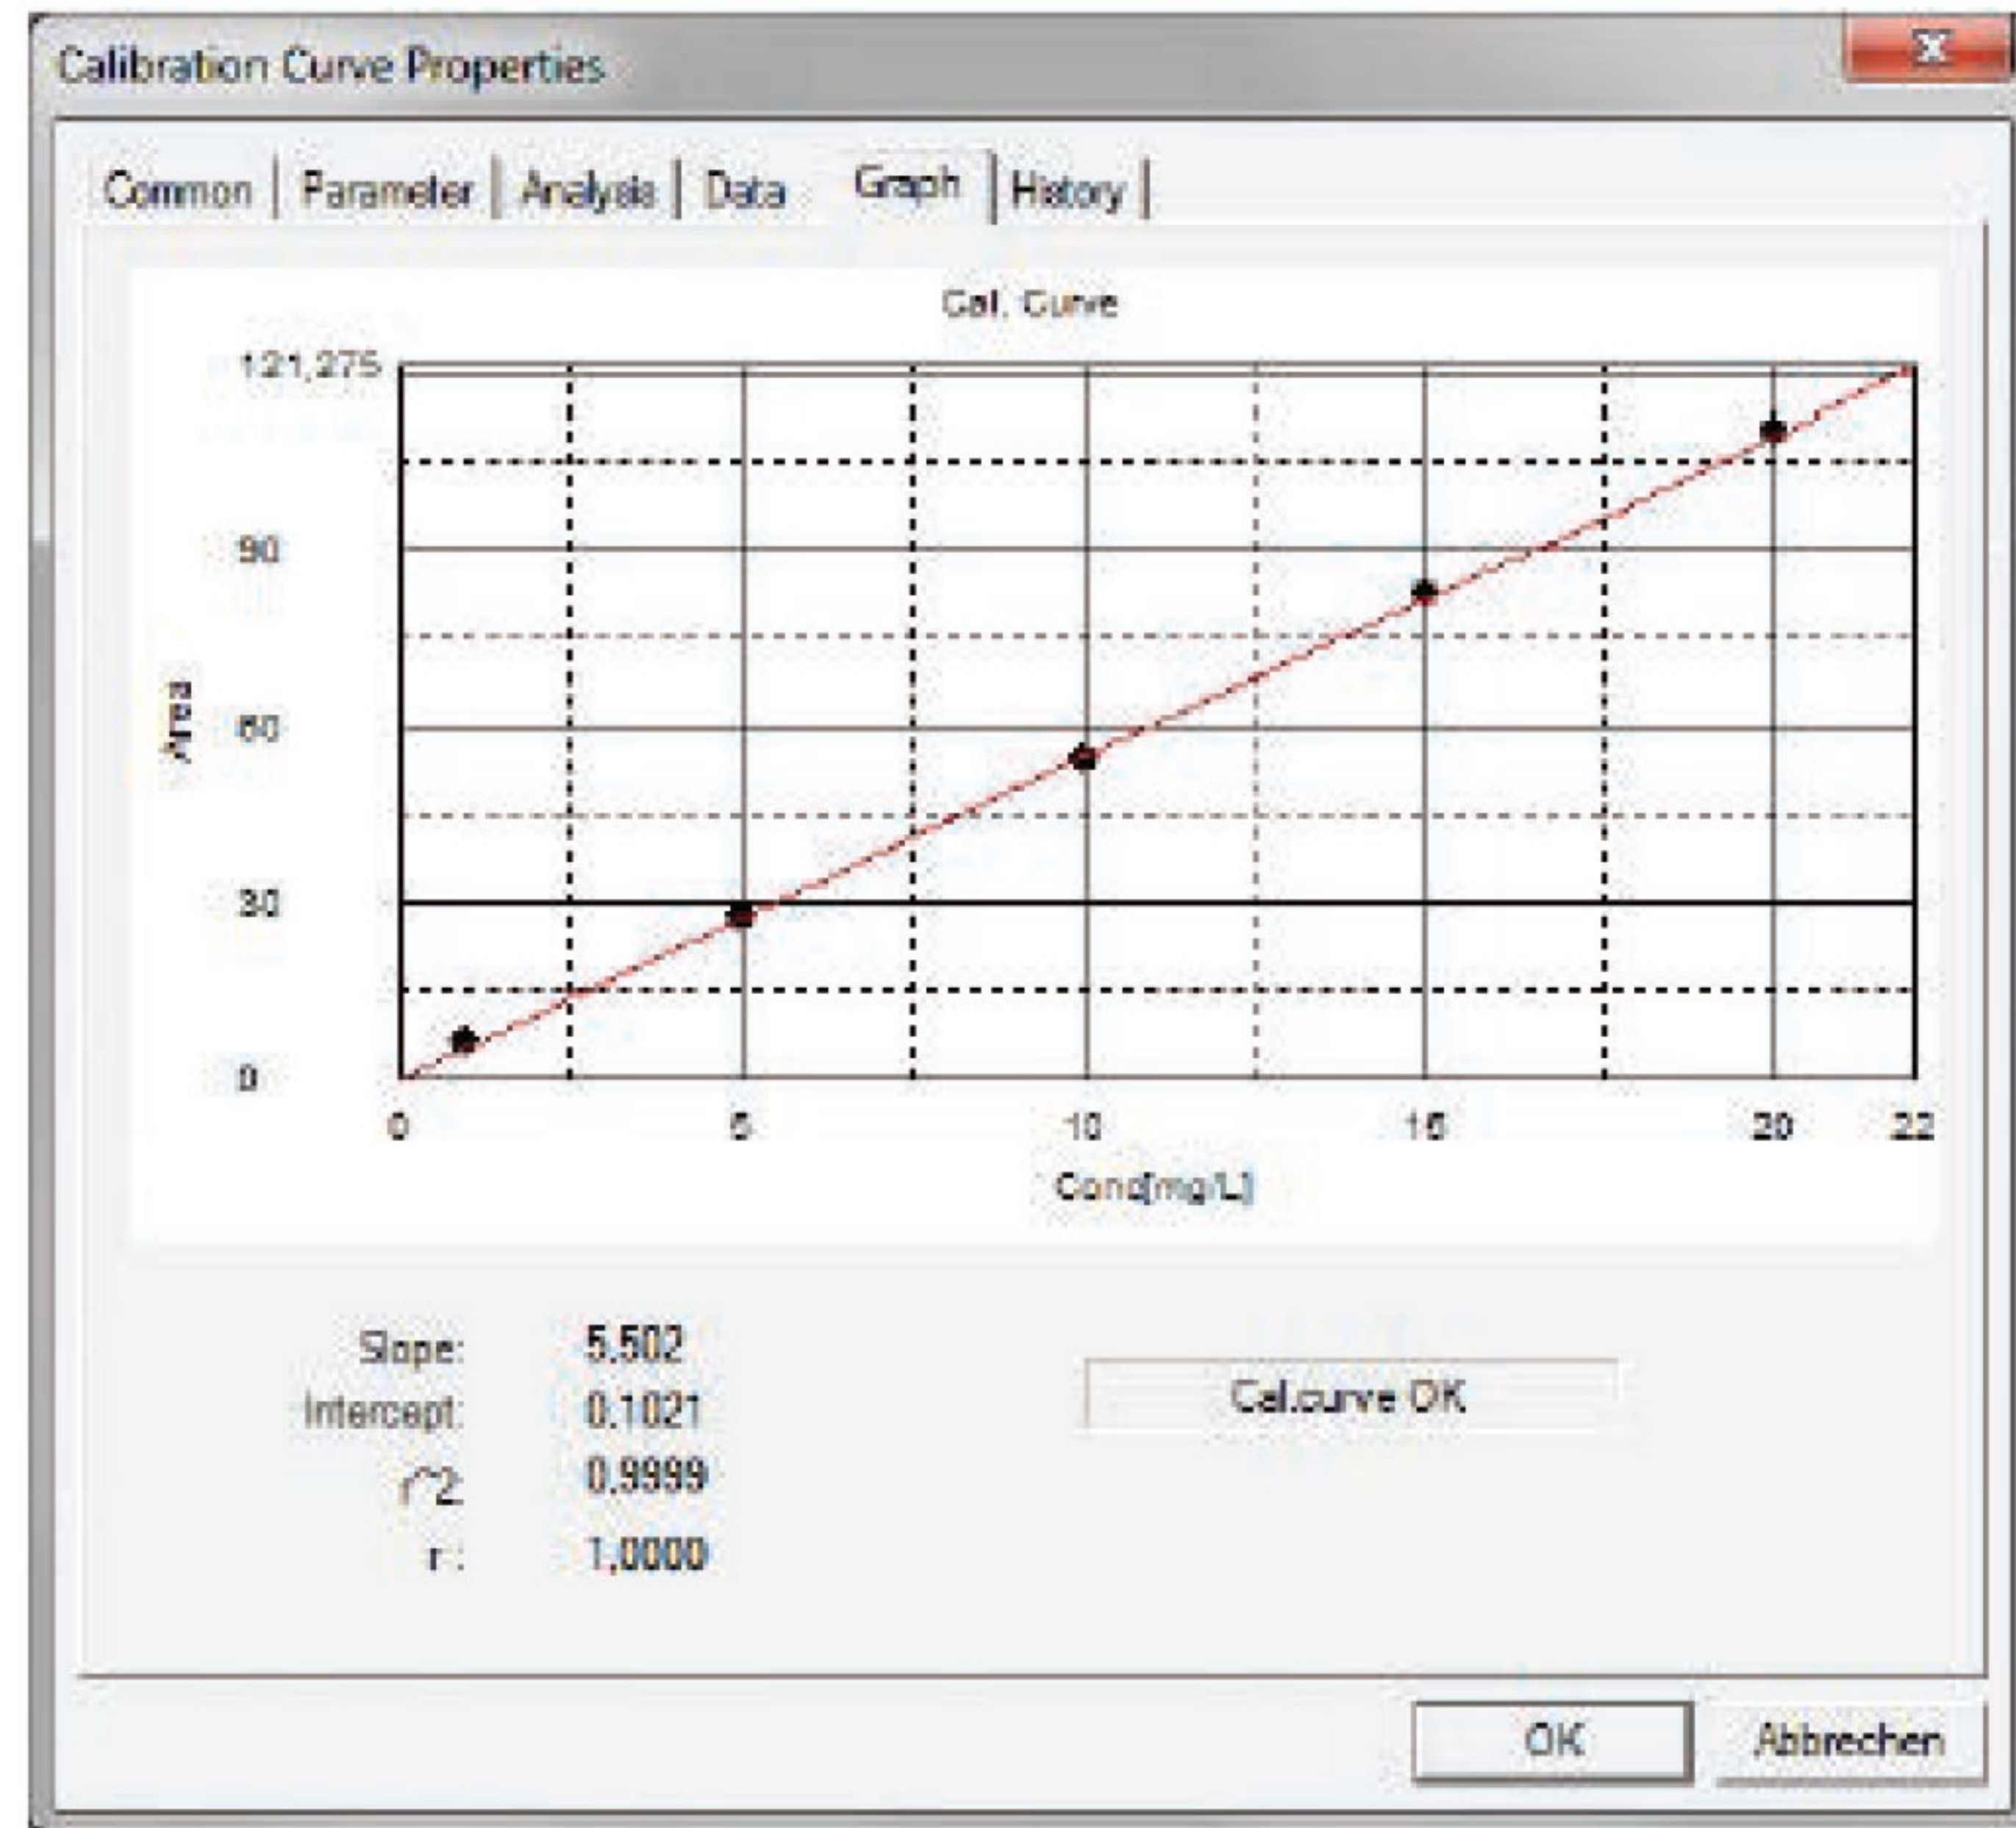 Calibration Curve Properties
Common Parameter Analysis Data Graph History
Cal. Curve
121,275
90
60
30
0
Area
0 5 10 15 20 22
Conc[mg/L]
Slope: 5,502
Intercept: 0,1021
r^2: 0,9999
r: 1,0000
Cal.curve OK
OK Abbrechen